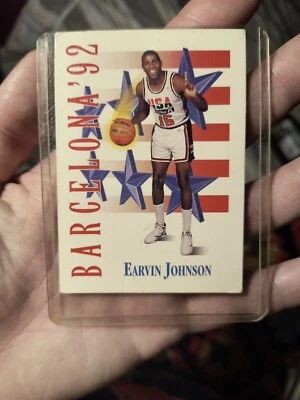 BARCELONA '92
USA
15
EARVIN JOHNSON